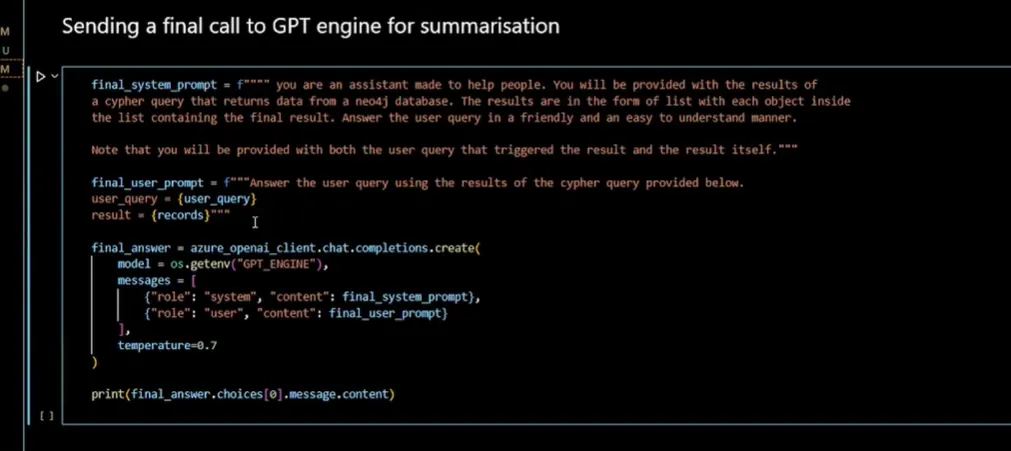 Sending a final call to GPT engine for summarisation
M
U
M
final_system_prompt = f"""" you are an assistant made to help people. You will be provided with the results of
a cypher query that returns data from a neo4j database. The results are in the form of list with each object inside
the list containing the final result. Answer the user query in a friendly and an easy to understand manner.
Note that you will be provided with both the user query that triggered the result and the result itself."""
final_user_prompt = f"""Answer the user query using the results of the cypher query provided below.
user_query = {user_query}
result = {records}"""
final_answer = azure_openai_client.chat.completions.create(
model = os.getenv("GPT_ENGINE"),
messages = [
{"role": "system", "content": final_system_prompt},
{"role": "user", "content": final_user_prompt}
],
temperature=0.7
)
print(final_answer.choices[0].message.content)
[ ]